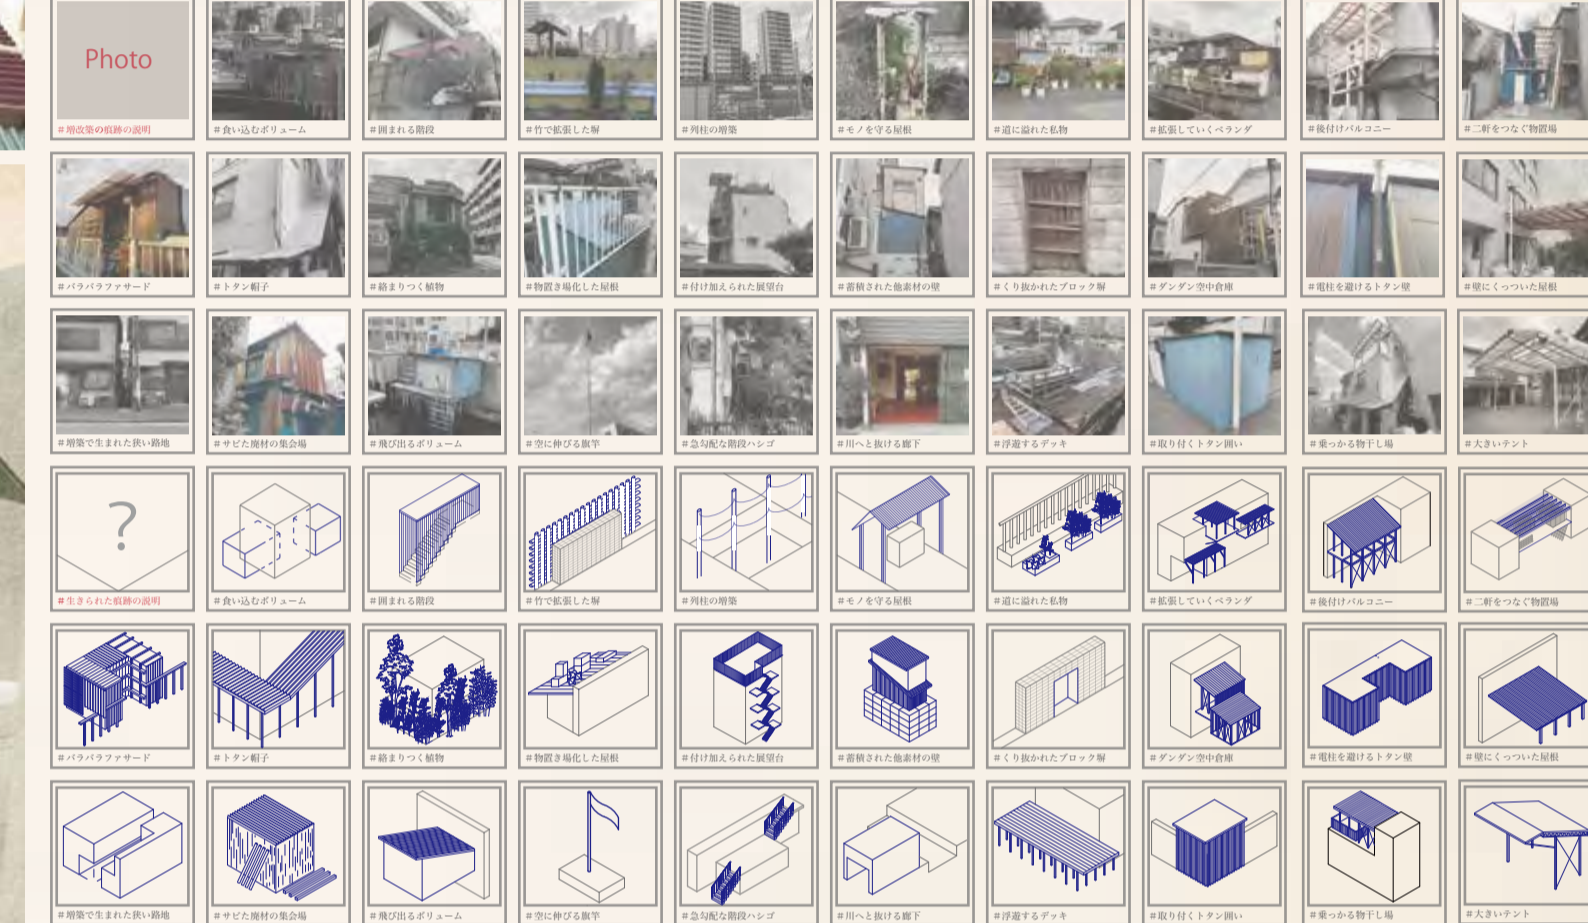 Photo
#増改築の痕跡の説明
#食い込むボリューム
#囲まれる階段
#竹で拡張した塀
#列柱の増築
#モノを守る屋根
#道に溢れた私物
#拡張していくベランダ
#後付けバルコニー
#二軒をつなぐ物置場
#バラバラファサード
#トタン帽子
#絡まりつく植物
#物置き場化した屋根
#付け加えられた展望台
#蓄積された他素材の壁
#くり抜かれたブロック塀
#ダンダン空中倉庫
#電柱を避けるトタン壁
#壁にくっついた屋根
#増築で生まれた狭い路地
#サビた廃材の集会場
#飛び出るボリューム
#空に伸びる旗竿
#急勾配な階段ハシゴ
#川へと抜ける廊下
#浮遊するデッキ
#取り付くトタン囲い
#乗っかる物干し場
#大きいテント
?
#生きられた痕跡の説明
#食い込むボリューム
#囲まれる階段
#竹で拡張した塀
#列柱の増築
#モノを守る屋根
#道に溢れた私物
#拡張していくベランダ
#後付けバルコニー
#二軒をつなぐ物置場
#バラバラファサード
#トタン帽子
#絡まりつく植物
#物置き場化した屋根
#付け加えられた展望台
#蓄積された他素材の壁
#くり抜かれたブロック塀
#ダンダン空中倉庫
#電柱を避けるトタン壁
#壁にくっついた屋根
#増築で生まれた狭い路地
#サビた廃材の集会場
#飛び出るボリューム
#空に伸びる旗竿
#急勾配な階段ハシゴ
#川へと抜ける廊下
#浮遊するデッキ
#取り付くトタン囲い
#乗っかる物干し場
#大きいテント